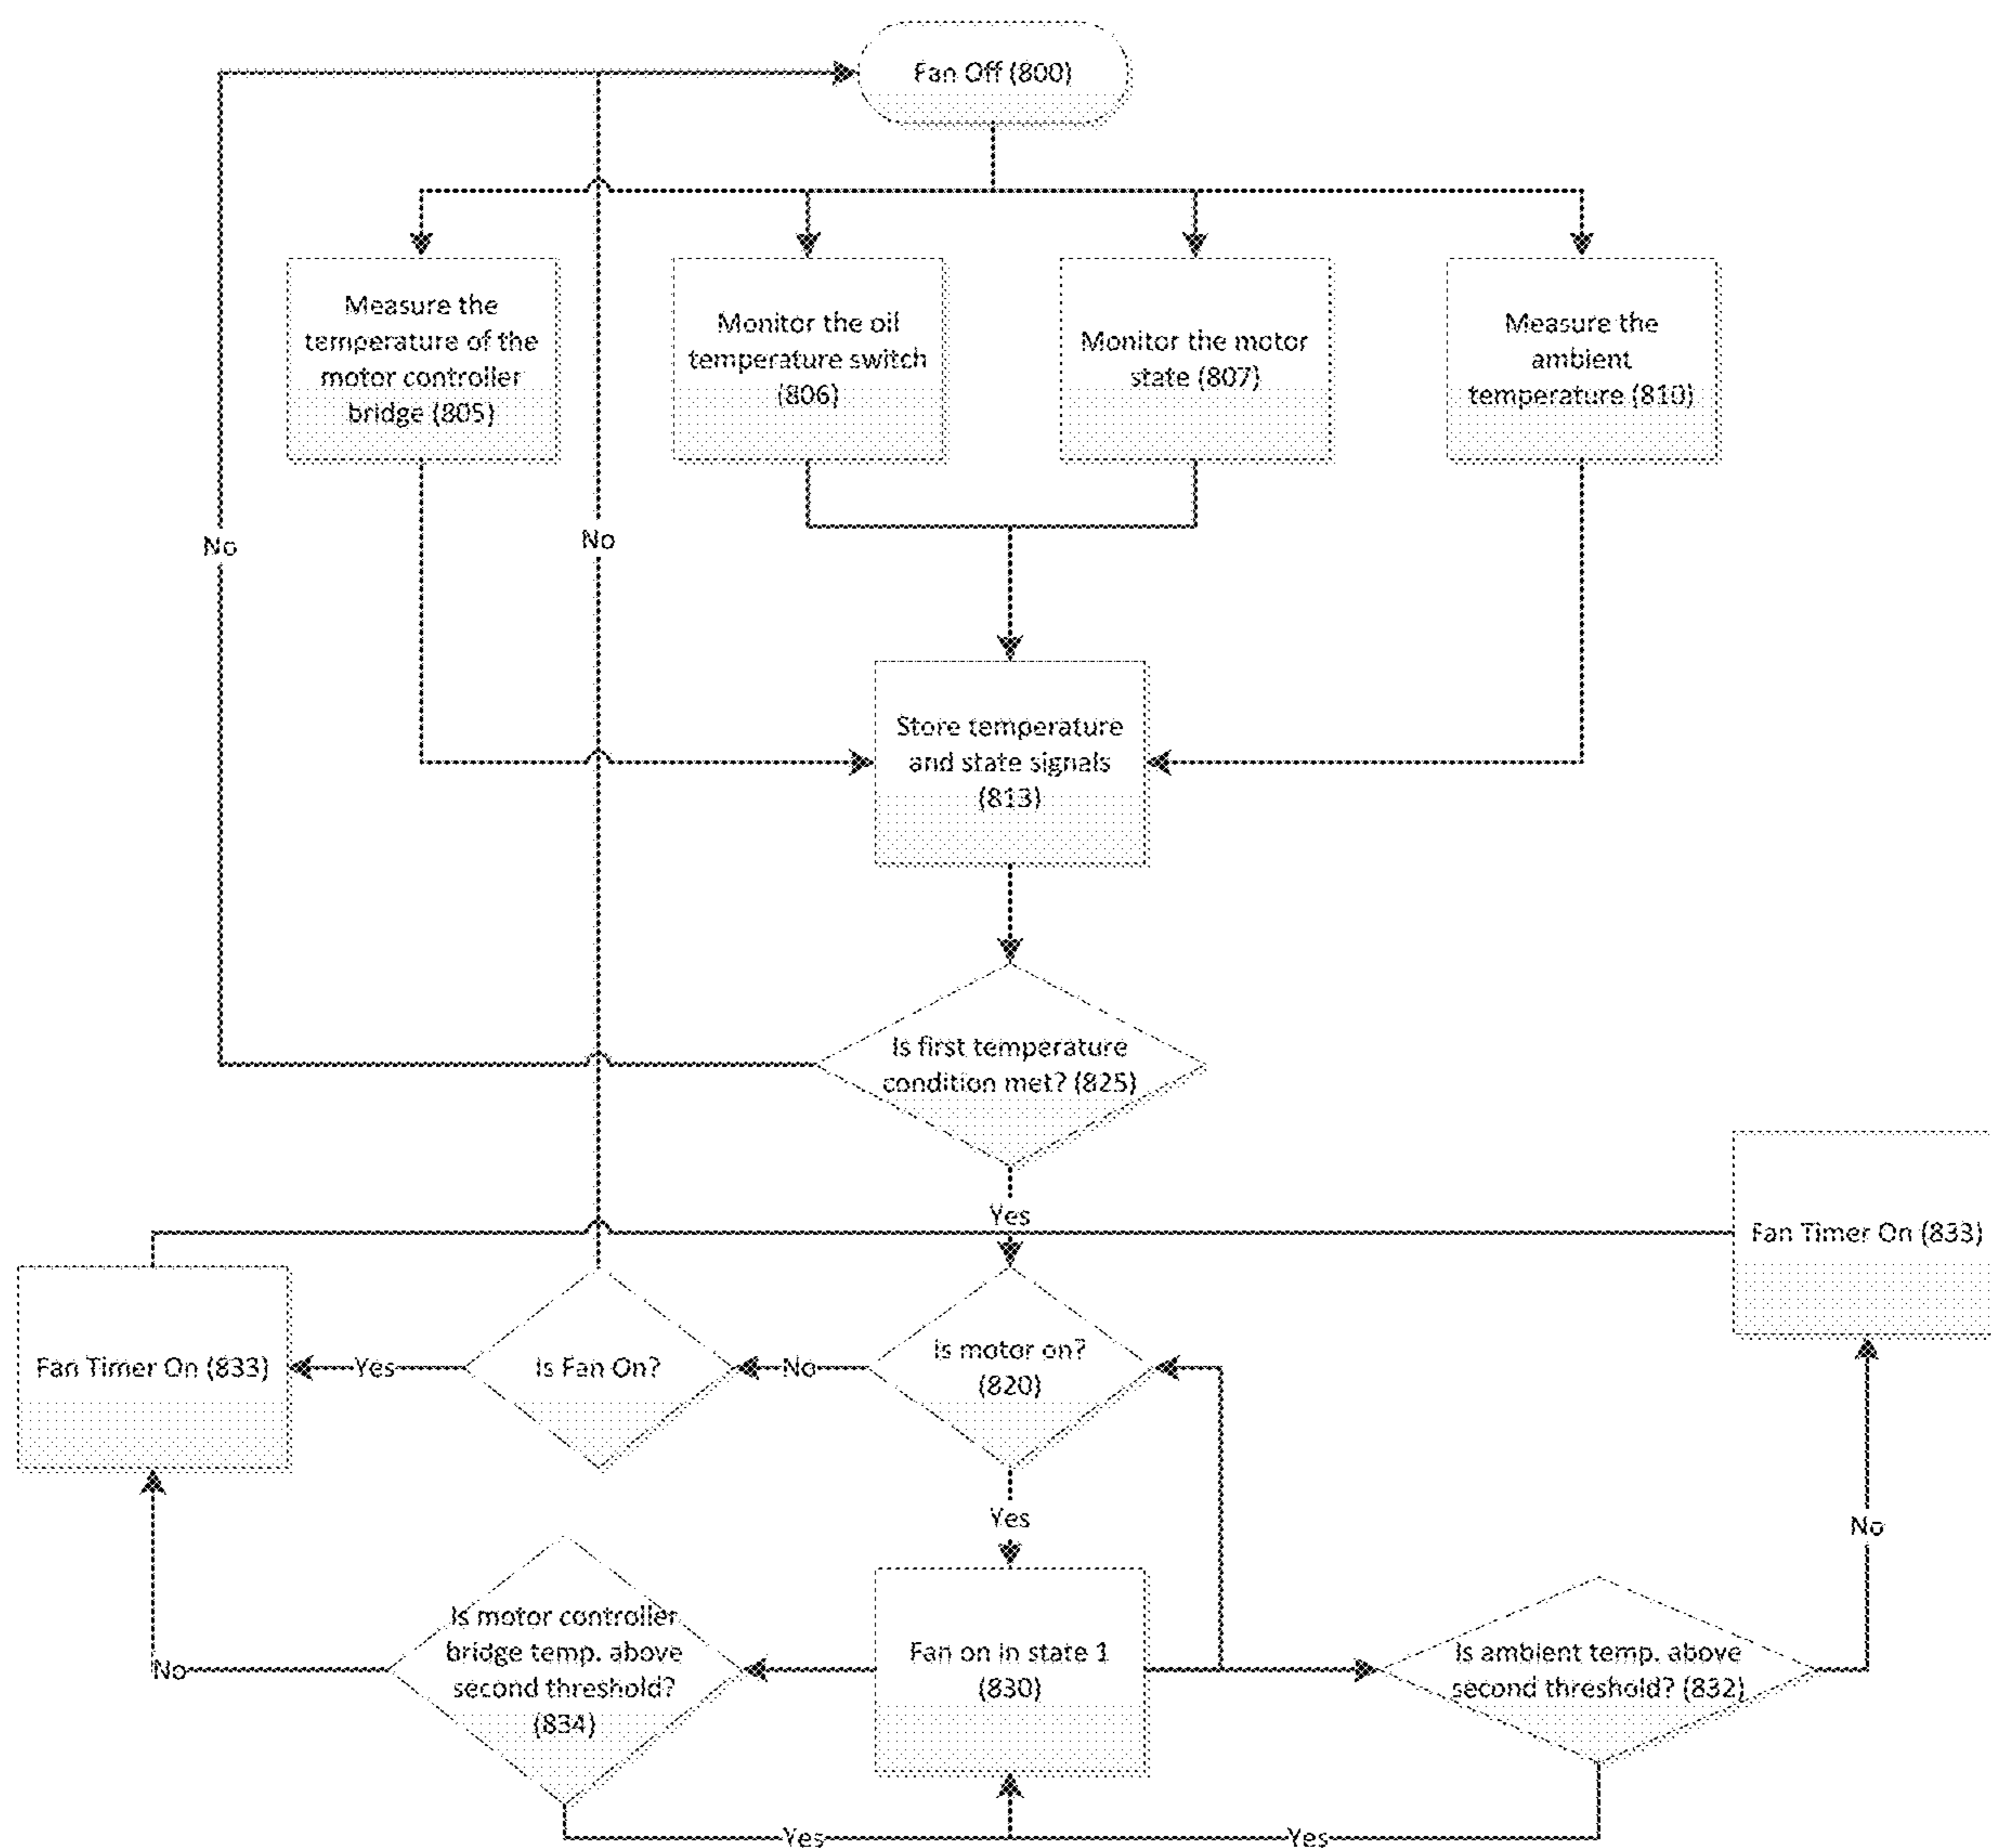 Fan Off (800)
Measure the
temperature of the
motor controller
bridge (805)
Monitor the oil
temperature switch
(806)
Monitor the motor
state (807)
Measure the
ambient
temperature (810)
No
No
Store temperature
and state signals
(813)
Is first temperature
condition met? (825)
Yes
Fan Timer On (833)
Fan Timer On (833)
Yes
Is Fan On?
No
Is motor on?
(820)
Yes
No
Is motor controller
bridge temp. above
second threshold?
(834)
No
Fan on in state 1
(830)
Is ambient temp. above
second threshold? (832)
Yes
Yes